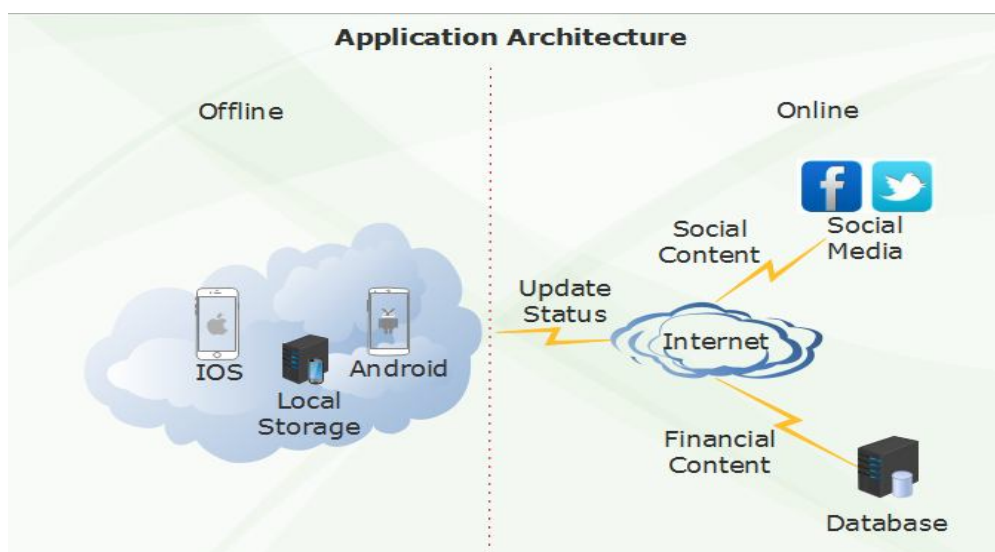 Application Architecture
Offline
Online
Social
Media
Social
Content
Update
Status
Internet
IOS
Android
Local
Storage
Financial
Content
Database